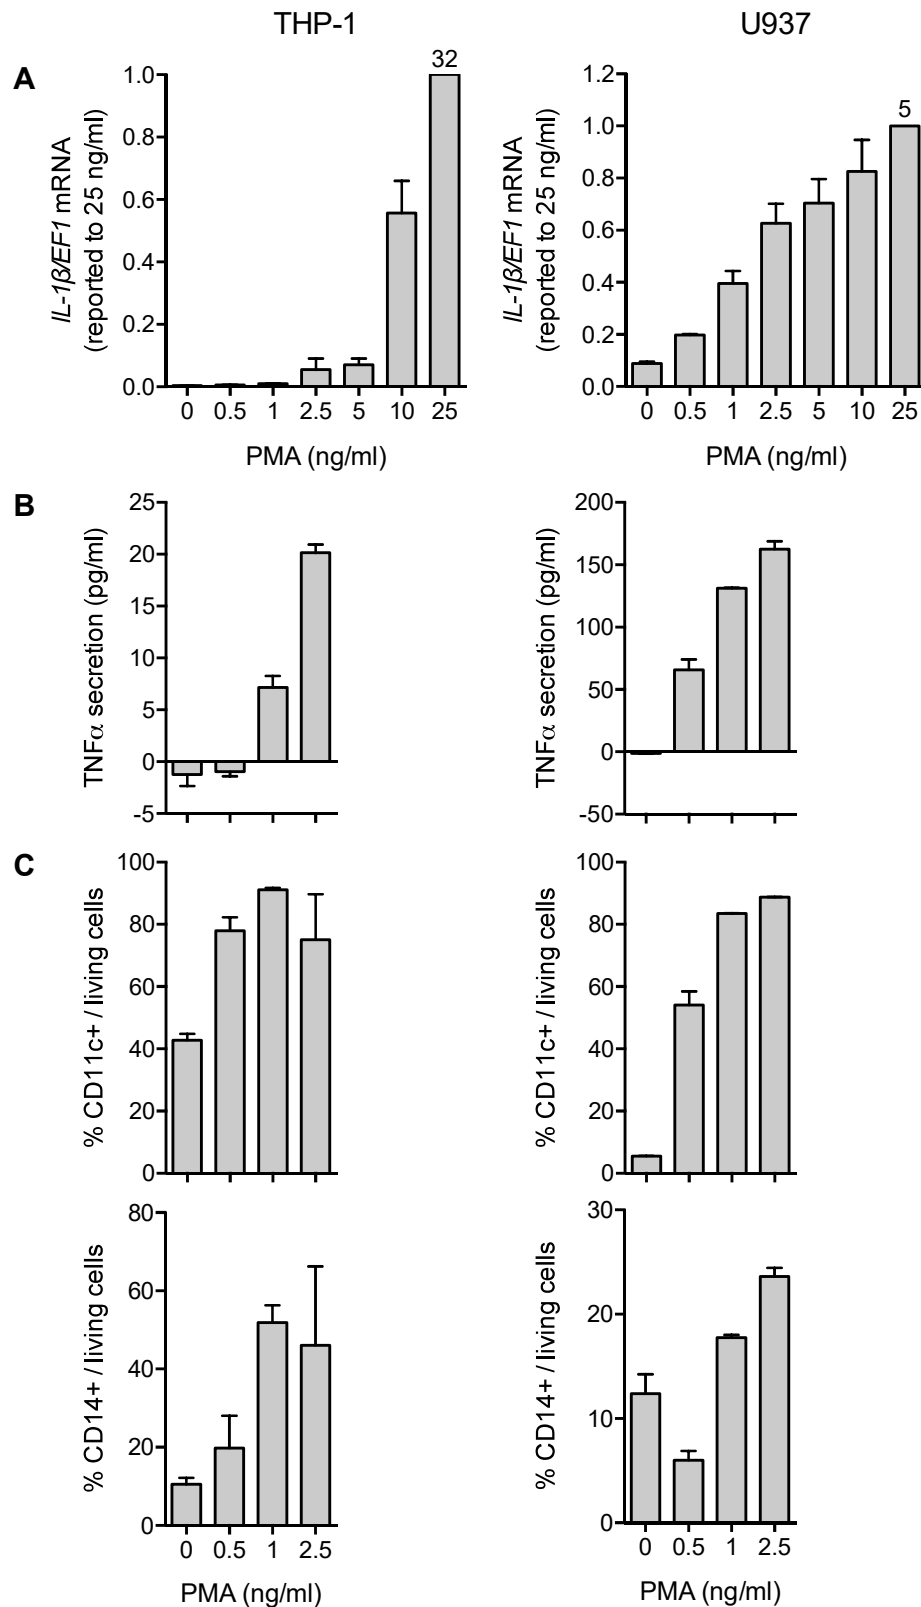 THP-1
U937
A
32
1.0
0.8
0.6
0.4
0.2
0.0
IL-1β/EF1 mRNA
(reported to 25 ng/ml)
0 0.5 1 2.5 5 10 25
PMA (ng/ml)
5
1.2
1.0
0.8
0.6
0.4
0.2
0.0
IL-1β/EF1 mRNA
(reported to 25 ng/ml)
0 0.5 1 2.5 5 10 25
PMA (ng/ml)
B
25
20
15
10
5
0
-5
TNFα secretion (pg/ml)
200
150
100
50
0
-50
TNFα secretion (pg/ml)
C
100
80
60
40
20
0
% CD11c+ / living cells
100
80
60
40
20
0
% CD11c+ / living cells
80
60
40
20
0
% CD14+ / living cells
0 0.5 1 2.5
PMA (ng/ml)
30
20
10
0
% CD14+ / living cells
0 0.5 1 2.5
PMA (ng/ml)